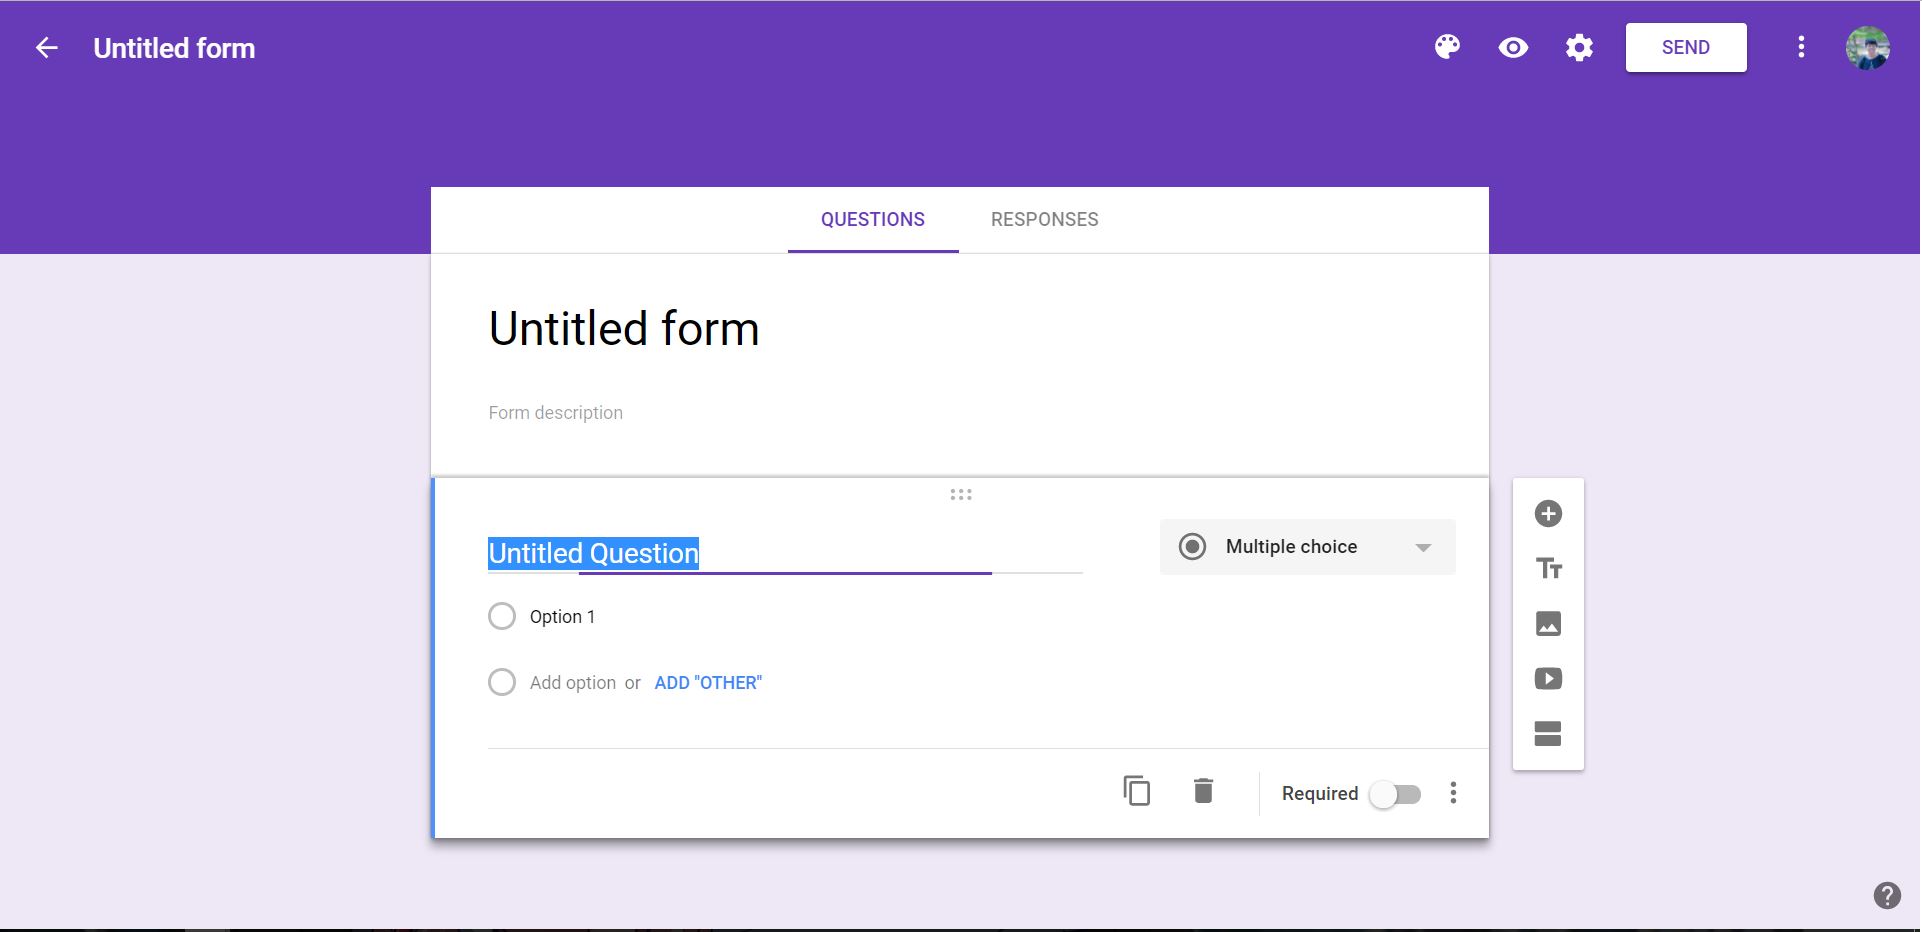 Untitled form
SEND
QUESTIONS RESPONSES
Untitled form
Form description
Untitled Question
Multiple choice
Option 1
Add option or ADD "OTHER"
Required